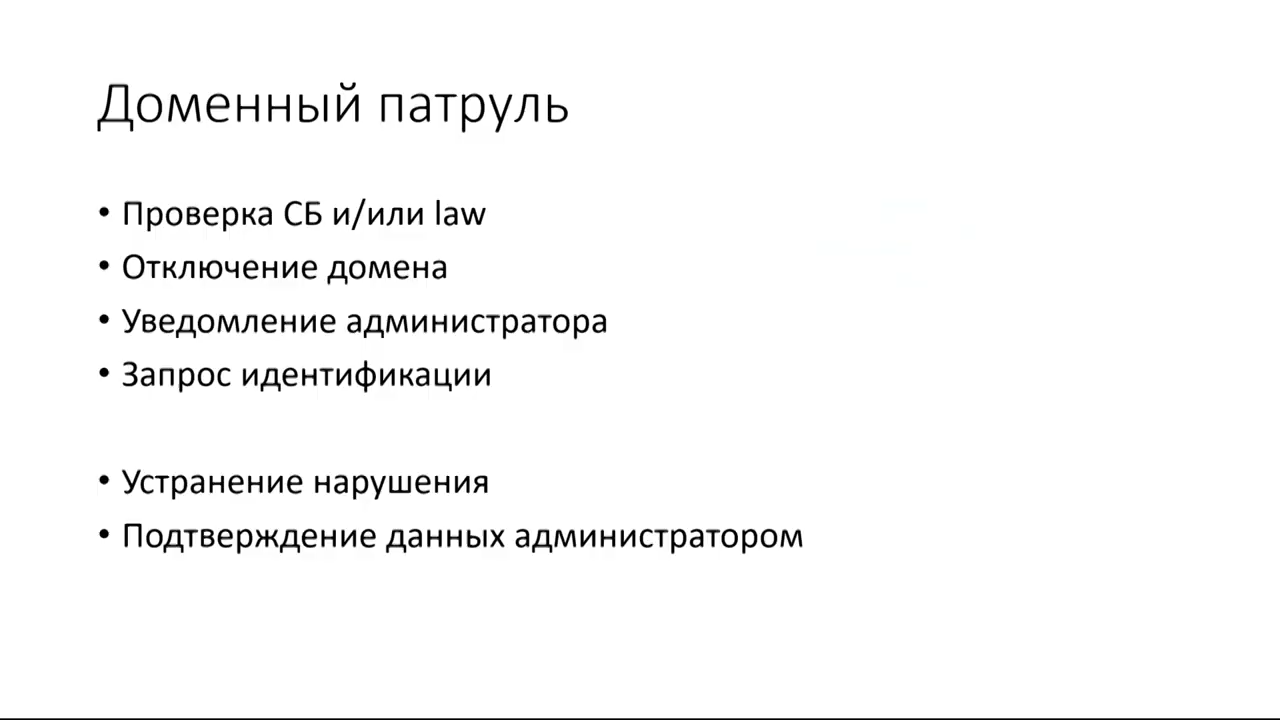 Доменный патруль
• Проверка СБ и/или law
• Отключение домена
• Уведомление администратора
• Запрос идентификации
• Устранение нарушения
• Подтверждение данных администратором